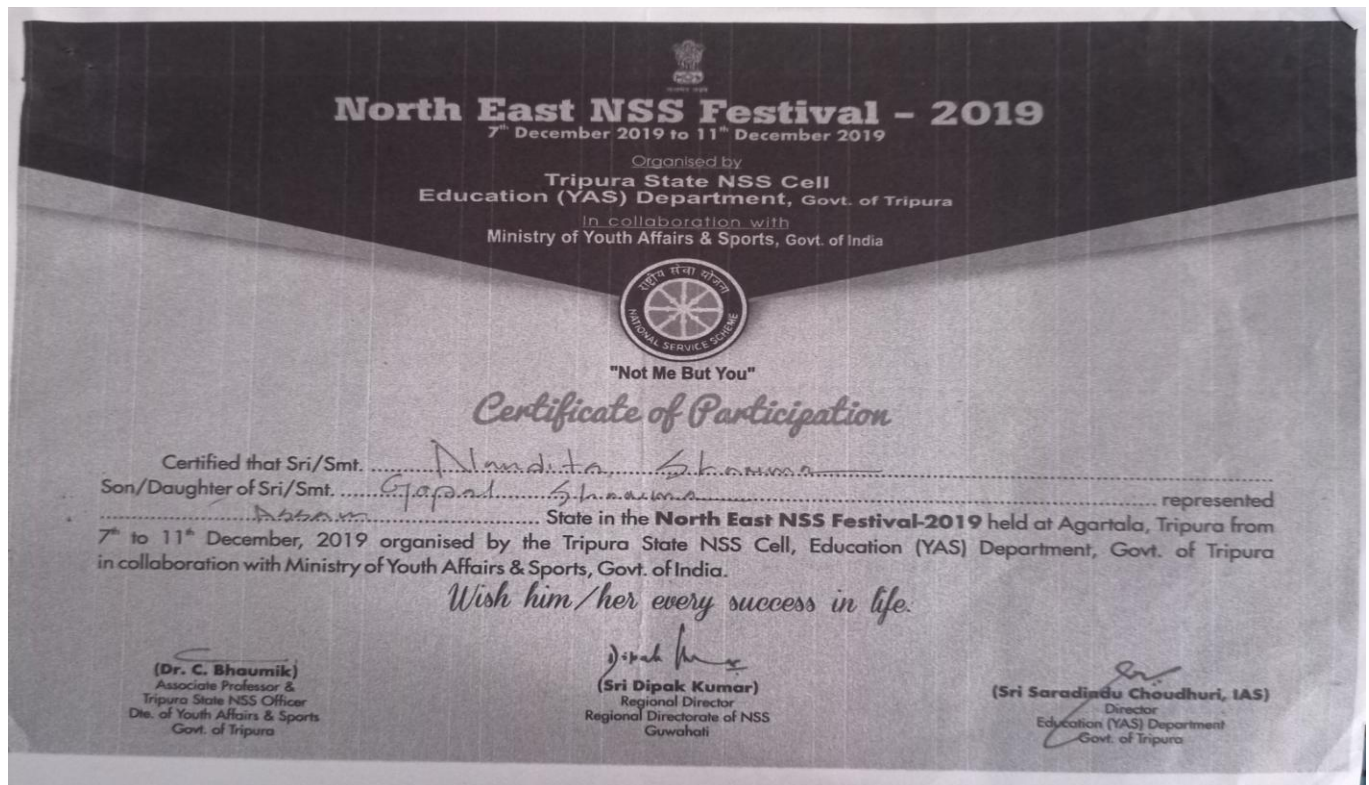 North East NSS Festival - 2019
7th December 2019 to 11th December 2019
Organised by
Tripura State NSS Cell
Education (YAS) Department, Govt. of Tripura
In collaboration with
Ministry of Youth Affairs & Sports, Govt. of India
राष्ट्रीय सेवा योजना
NATIONAL SERVICE SCHEME
"Not Me But You"
Certificate of Participation
Certified that Sri/Smt. Nandita Sharma
Son/Daughter of Sri/Smt. Gopal Sharma represented
Assam State in the North East NSS Festival-2019 held at Agartala, Tripura from
7th to 11th December, 2019 organised by the Tripura State NSS Cell, Education (YAS) Department, Govt. of Tripura
in collaboration with Ministry of Youth Affairs & Sports, Govt. of India.
Wish him/her every success in life.
Dipak
(Dr. C. Bhaumik)
Associate Professor &
Tripura State NSS Officer
Dte. of Youth Affairs & Sports
Govt. of Tripura
(Sri Dipak Kumar)
Regional Director
Regional Directorate of NSS
Guwahati
(Sri Saradindu Choudhuri, IAS)
Director
Education (YAS) Department
Govt. of Tripura